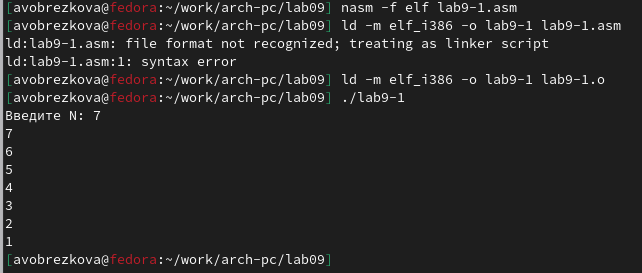 [avobrezkova@fedora:~/work/arch-pc/lab09] nasm -f elf lab9-1.asm
[avobrezkova@fedora:~/work/arch-pc/lab09] ld -m elf_i386 -o lab9-1 lab9-1.asm
ld:lab9-1.asm: file format not recognized; treating as linker script
ld:lab9-1.asm:1: syntax error
[avobrezkova@fedora:~/work/arch-pc/lab09] ld -m elf_i386 -o lab9-1 lab9-1.o
[avobrezkova@fedora:~/work/arch-pc/lab09] ./lab9-1
Введите N: 7
7
6
5
4
3
2
1
[avobrezkova@fedora:~/work/arch-pc/lab09]